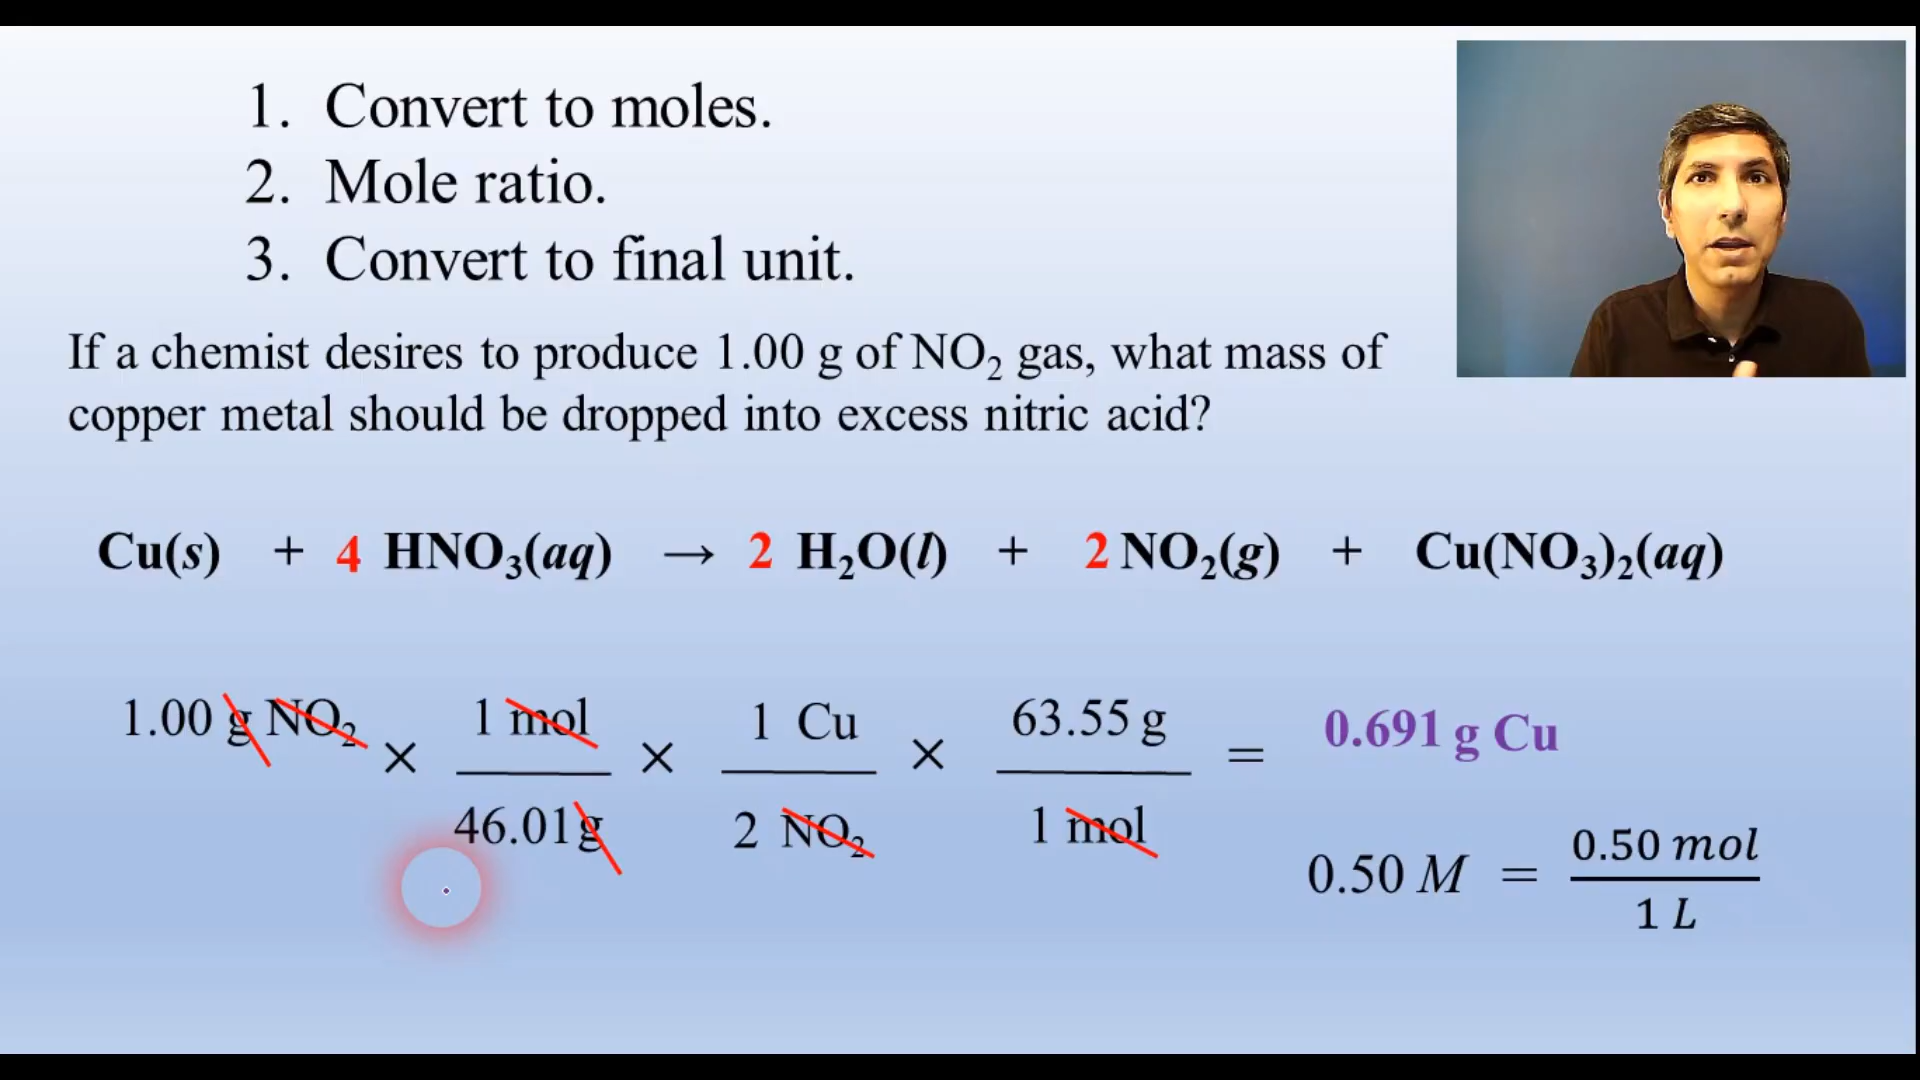 1. Convert to moles.
2. Mole ratio.
3. Convert to final unit.
If a chemist desires to produce 1.00 g of NO₂ gas, what mass of
copper metal should be dropped into excess nitric acid?
Cu(s) + 4 HNO₃(aq) → 2 H₂O(l) + 2 NO₂(g) + Cu(NO₃)₂(aq)
1.00 g NO₂ × 1 mol / 46.01 g × 1 Cu / 2 NO₂ × 63.55 g / 1 mol = 0.691 g Cu
0.50 M = 0.50 mol / 1 L